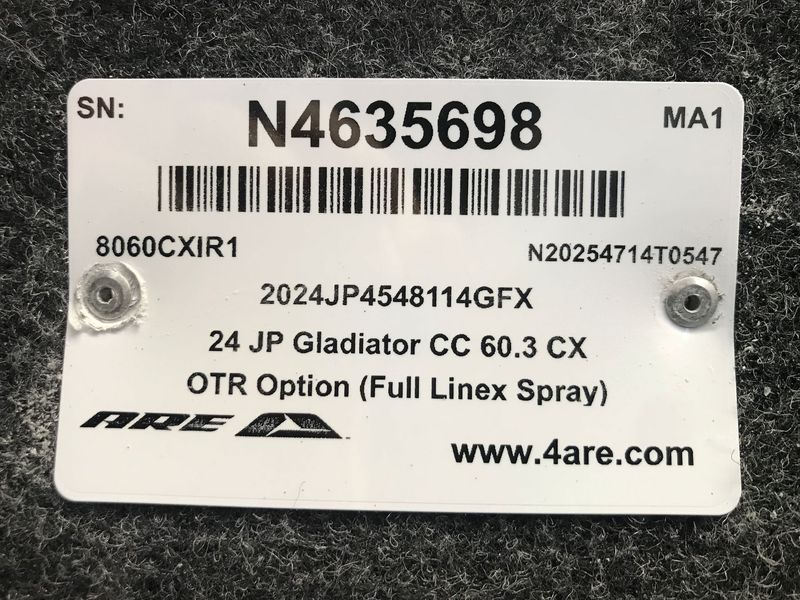 SN: N4635698 MA1
8060CXIR1 N20254714T0547
2024JP4548114GFX
24 JP Gladiator CC 60.3 CX
OTR Option (Full Linex Spray)
ARE
www.4are.com